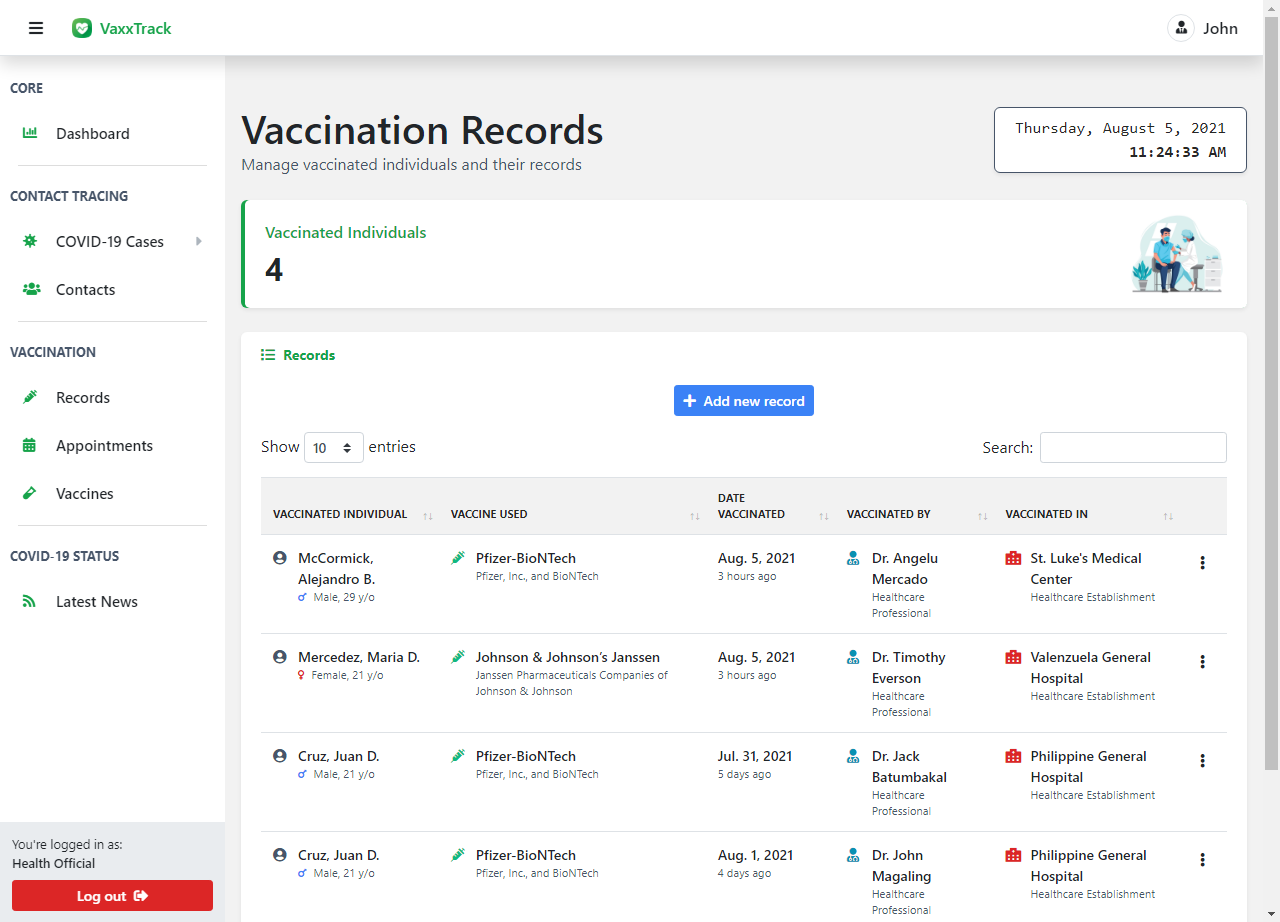 VaxxTrack
John
CORE
Dashboard
CONTACT TRACING
COVID-19 Cases
Contacts
VACCINATION
Records
Appointments
Vaccines
COVID-19 STATUS
Latest News
You're logged in as:
Health Official
Log out
Vaccination Records
Manage vaccinated individuals and their records
Thursday, August 5, 2021
11:24:33 AM
Vaccinated Individuals
4
Records
Add new record
Show 10 entries
Search:
VACCINATED INDIVIDUAL
VACCINE USED
DATE
VACCINATED
VACCINATED BY
VACCINATED IN
McCormick,
Alejandro B.
Male, 29 y/o
Pfizer-BioNTech
Pfizer, Inc., and BioNTech
Aug. 5, 2021
3 hours ago
Dr. Angelu
Mercado
Healthcare
Professional
St. Luke's Medical
Center
Healthcare Establishment
Mercedez, Maria D.
Female, 21 y/o
Johnson & Johnson’s Janssen
Janssen Pharmaceuticals Companies of
Johnson & Johnson
Aug. 5, 2021
3 hours ago
Dr. Timothy
Everson
Healthcare
Professional
Valenzuela General
Hospital
Healthcare Establishment
Cruz, Juan D.
Male, 21 y/o
Pfizer-BioNTech
Pfizer, Inc., and BioNTech
Jul. 31, 2021
5 days ago
Dr. Jack
Batumbakal
Healthcare
Professional
Philippine General
Hospital
Healthcare Establishment
Cruz, Juan D.
Male, 21 y/o
Pfizer-BioNTech
Pfizer, Inc., and BioNTech
Aug. 1, 2021
4 days ago
Dr. John
Magaling
Healthcare
Professional
Philippine General
Hospital
Healthcare Establishment